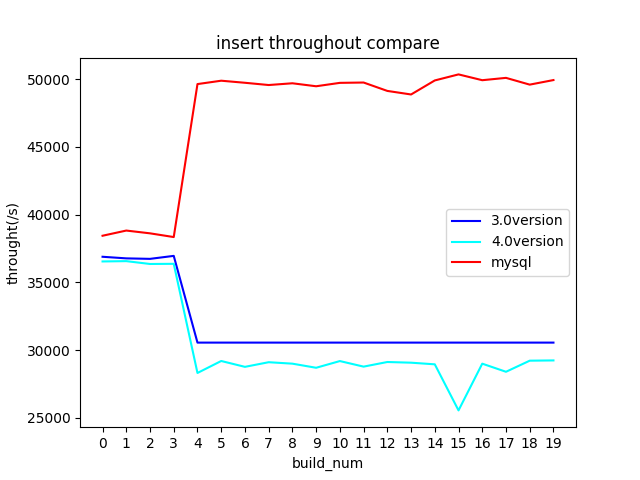 insert throughout compare
50000
45000
40000
35000
30000
25000
throught(/s)
3.0version
4.0version
mysql
0 1 2 3 4 5 6 7 8 9 10 11 12 13 14 15 16 17 18 19
build_num